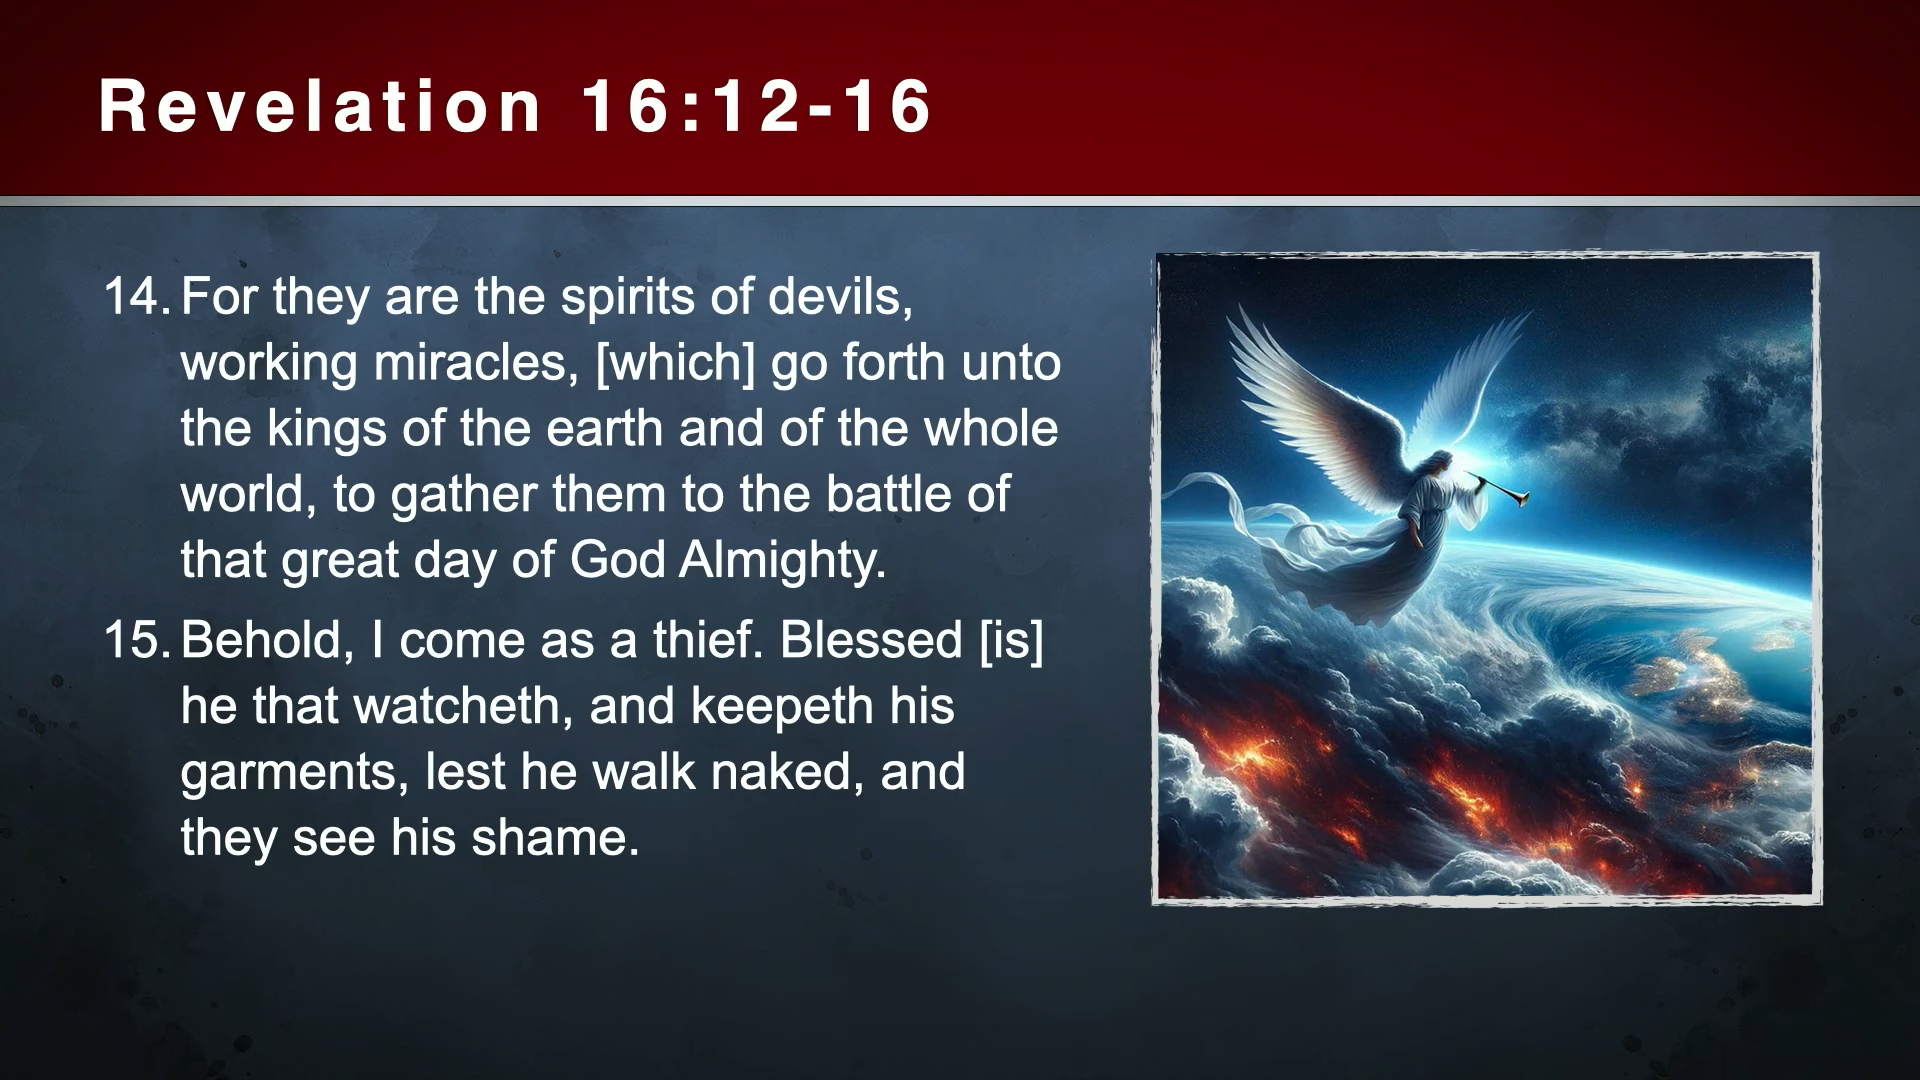 Revelation 16:12-16
14. For they are the spirits of devils,
working miracles, [which] go forth unto
the kings of the earth and of the whole
world, to gather them to the battle of
that great day of God Almighty.
15. Behold, I come as a thief. Blessed [is]
he that watcheth, and keepeth his
garments, lest he walk naked, and
they see his shame.